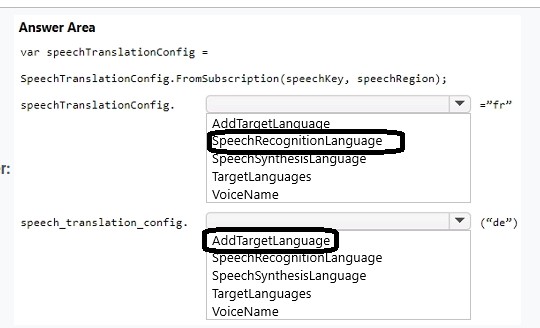 Answer Area
var speechTranslationConfig =
SpeechTranslationConfig.FromSubscription(speechKey, speechRegion);
speechTranslationConfig. =”fr”
AddTargetLanguage
SpeechRecognitionLanguage
SpeechSynthesisLanguage
TargetLanguages
VoiceName
r:
speech_translation_config. (“de”)
AddTargetLanguage
SpeechRecognitionLanguage
SpeechSynthesisLanguage
TargetLanguages
VoiceName